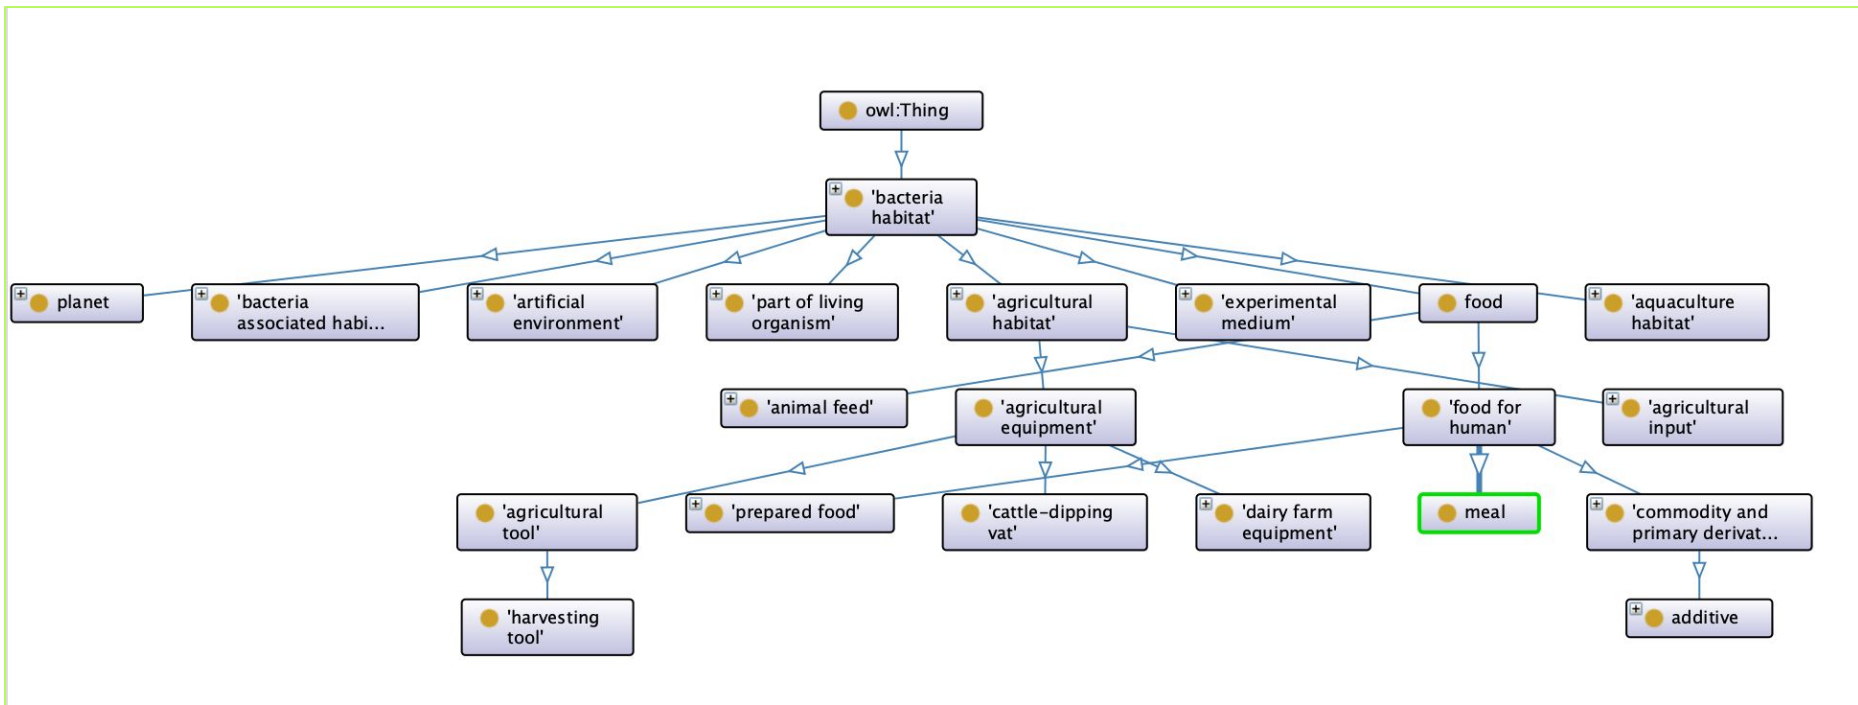 owl:Thing
'bacteria
habitat'
planet
'bacteria
associated habi...
'artificial
environment'
'part of living
organism'
'agricultural
habitat'
'experimental
medium'
food
'aquaculture
habitat'
'animal feed'
'agricultural
equipment'
'food for
human'
'agricultural
input'
'agricultural
tool'
'prepared food'
'cattle-dipping
vat'
'dairy farm
equipment'
meal
'commodity and
primary derivat...
'harvesting
tool'
additive